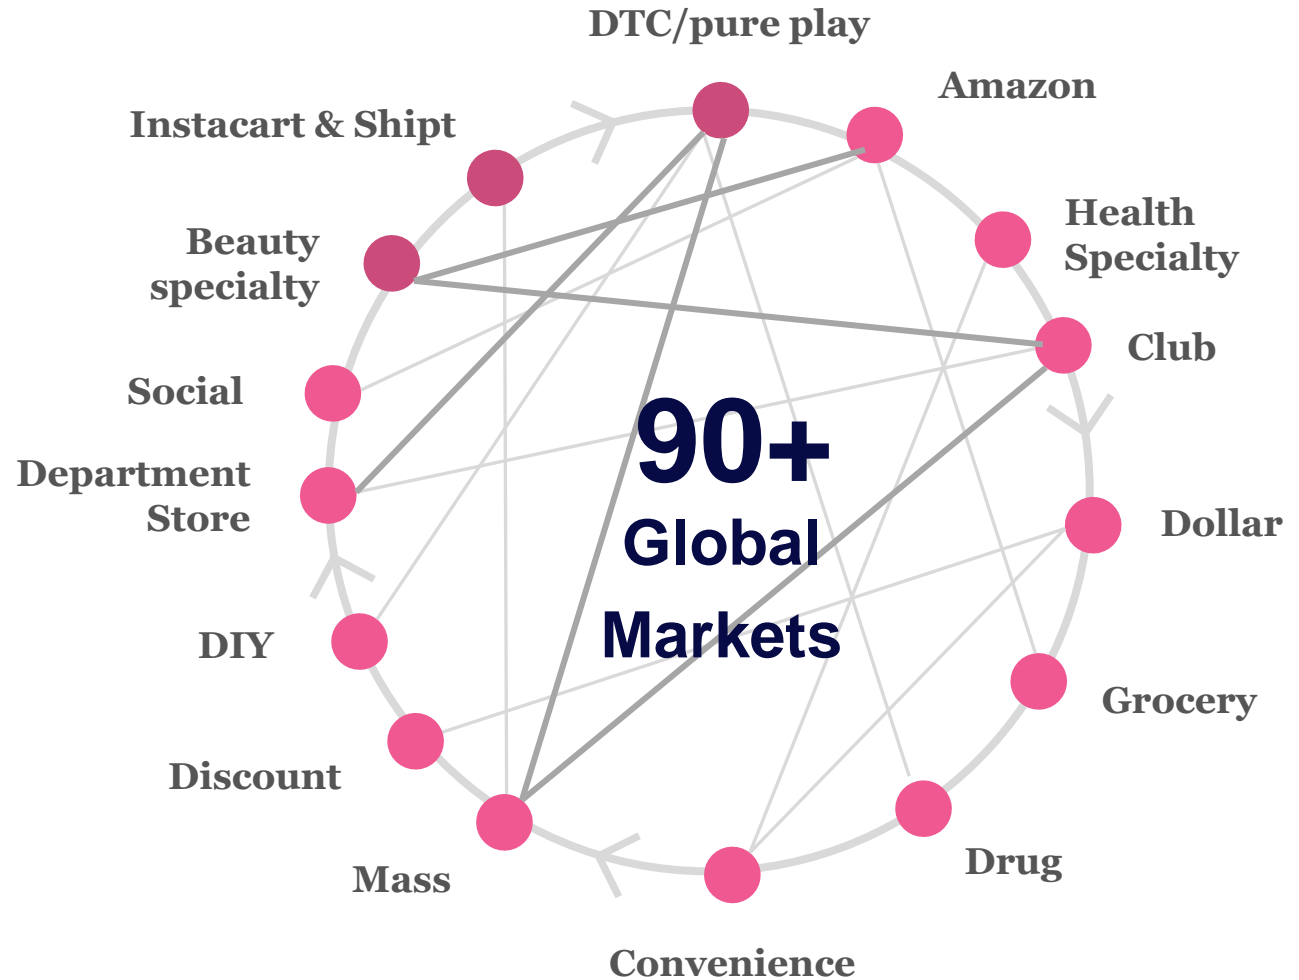 DTC/pure play
Amazon
Instacart & Shipt
Health
Specialty
Beauty
specialty
Club
Social
90+
Global
Markets
Department
Store
Dollar
DIY
Grocery
Discount
Drug
Mass
Convenience